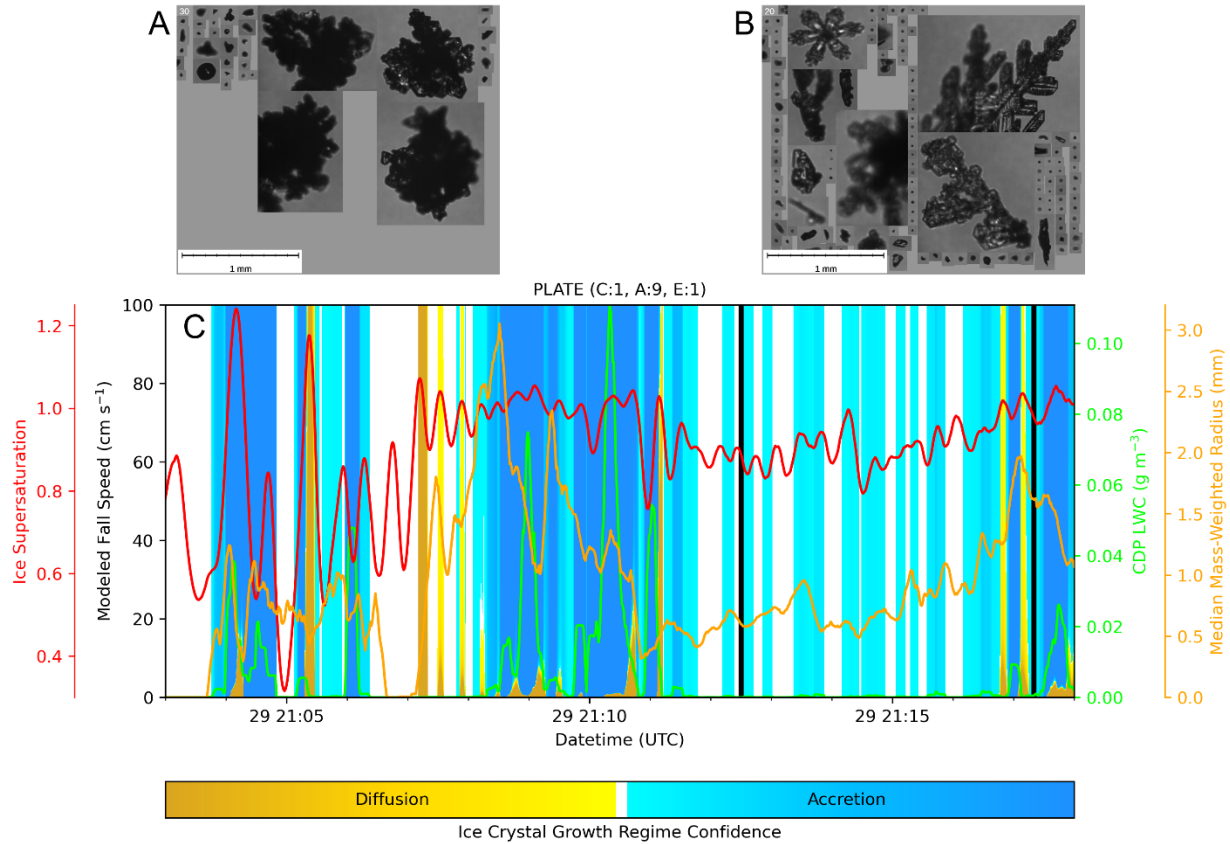 A
30
1 mm
B
20
1 mm
PLATE (C:1, A:9, E:1)
C
Ice Supersaturation
1.2
1.0
0.8
0.6
0.4
Modeled Fall Speed (cm s⁻¹)
100
80
60
40
20
0
CDP LWC (g m⁻³)
0.10
0.08
0.06
0.04
0.02
0.00
Median Mass-Weighted Radius (mm)
3.0
2.5
2.0
1.5
1.0
0.5
0.0
29 21:05
29 21:10
29 21:15
Datetime (UTC)
Diffusion
Accretion
Ice Crystal Growth Regime Confidence